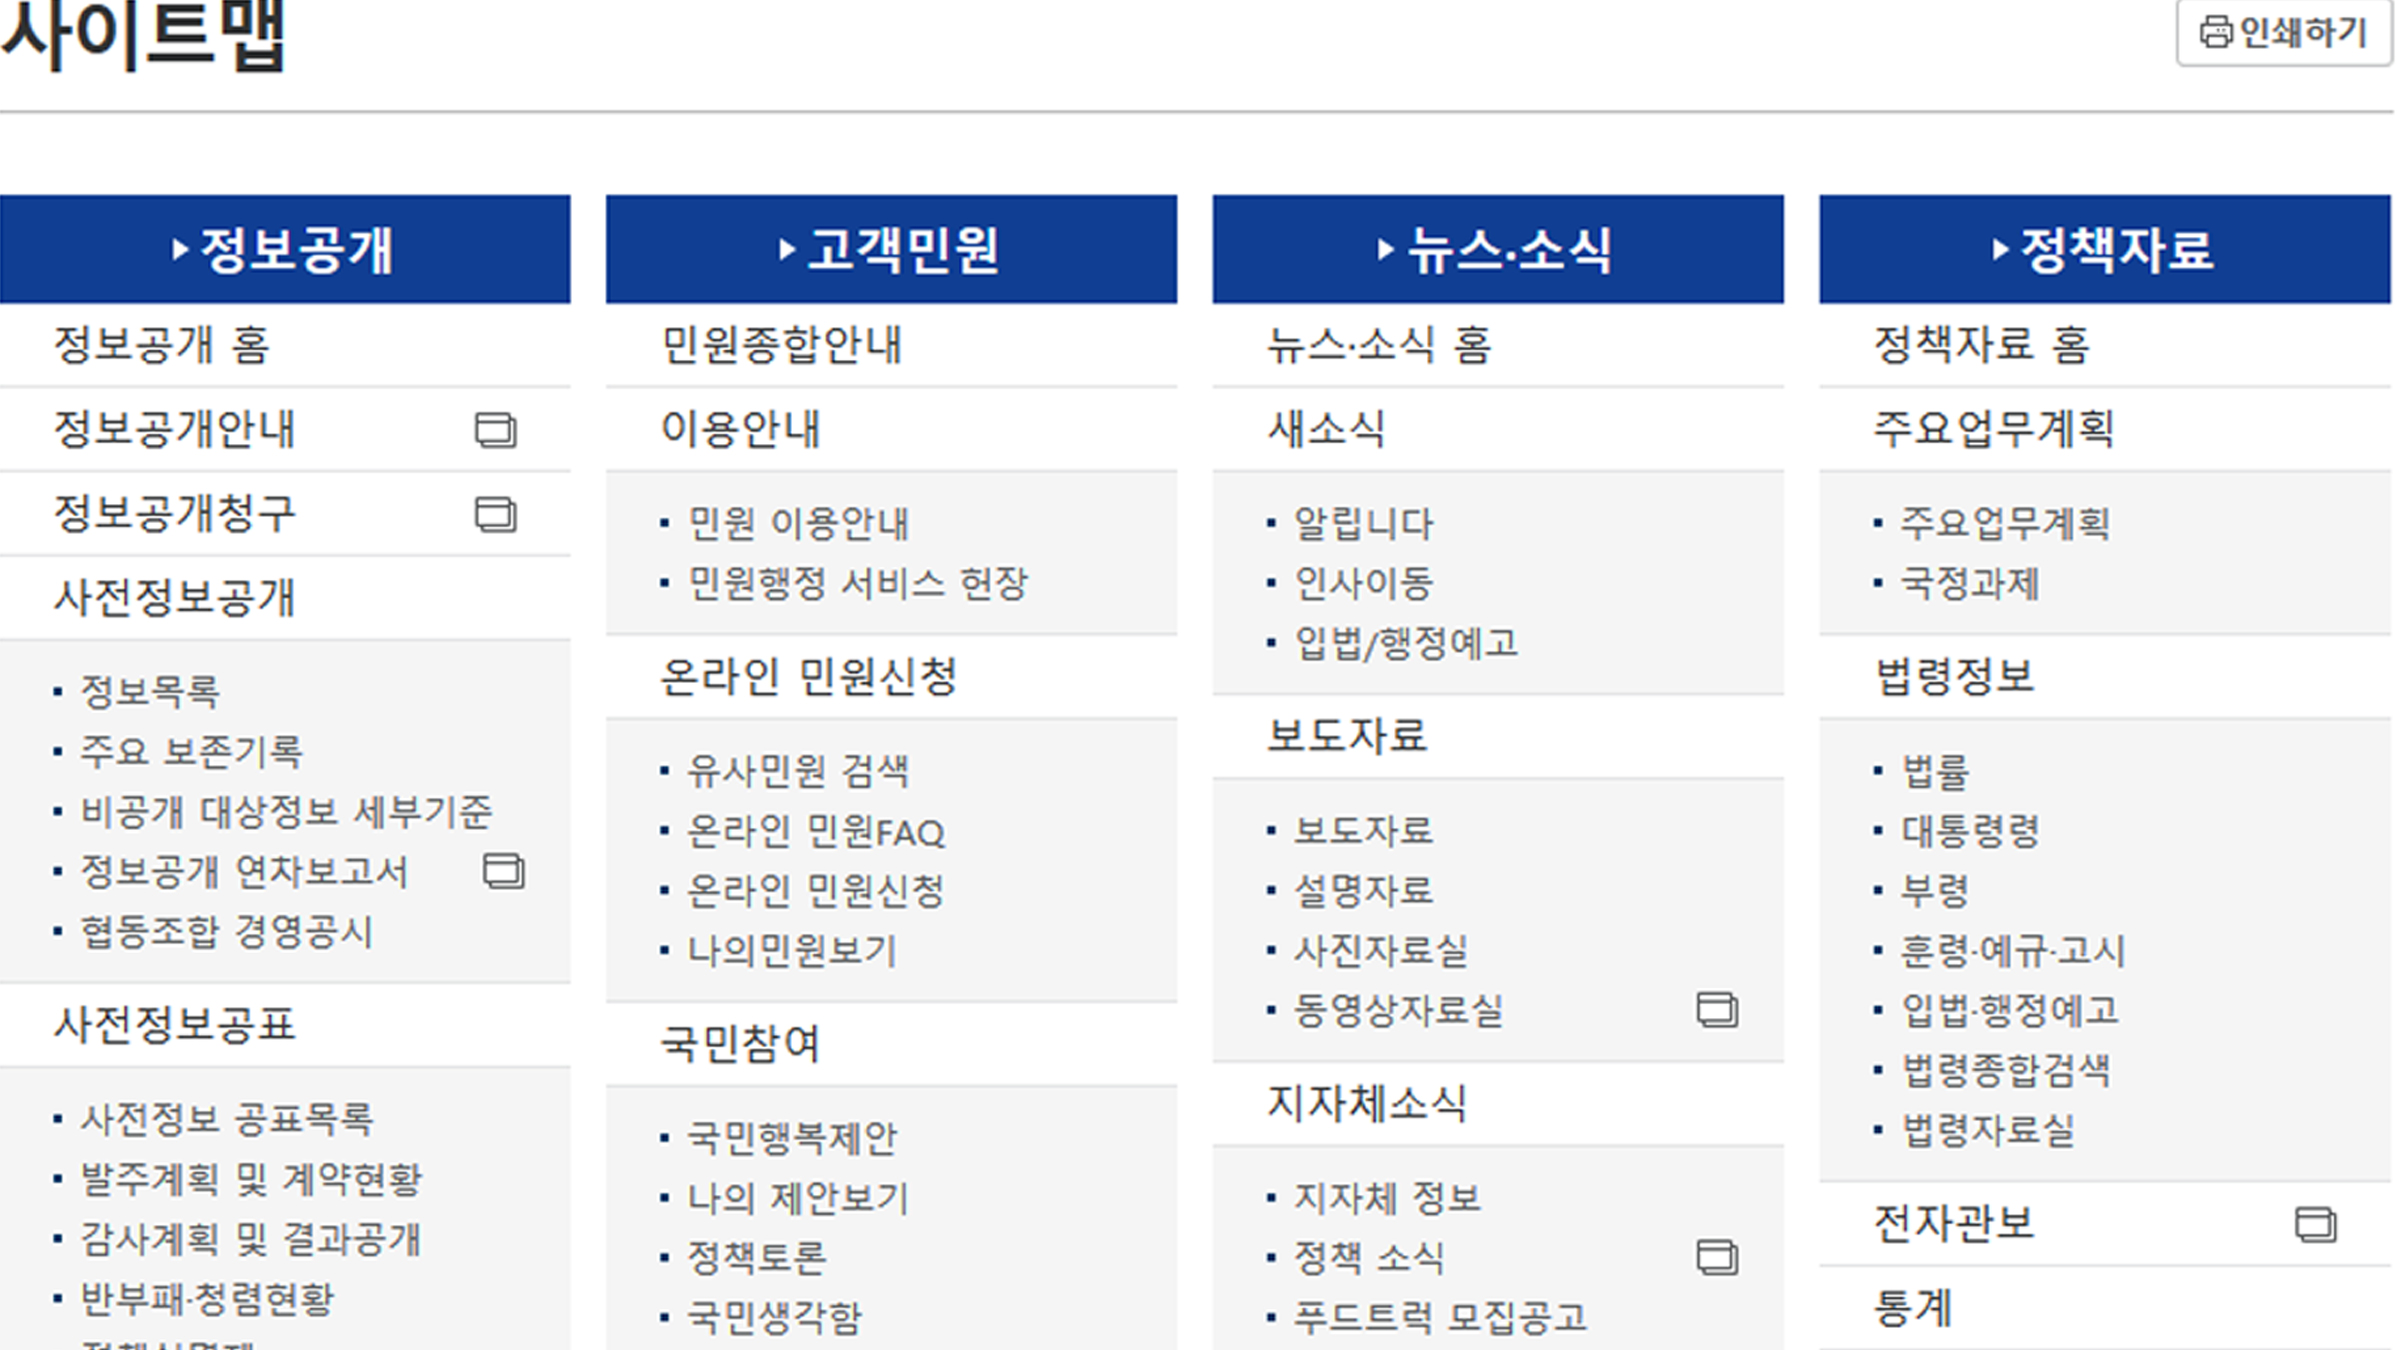 사이트맵
인쇄하기
정보공개
정보공개 홈
정보공개안내
정보공개청구
사전정보공개
정보목록
주요 보존기록
비공개 대상정보 세부기준
정보공개 연차보고서
협동조합 경영공시
사전정보공표
사전정보 공표목록
발주계획 및 계약현황
감사계획 및 결과공개
반부패·청렴현황
고객민원
민원종합안내
이용안내
민원 이용안내
민원행정 서비스 헌장
온라인 민원신청
유사민원 검색
온라인 민원FAQ
온라인 민원신청
나의민원보기
국민참여
국민행복제안
나의 제안보기
정책토론
국민생각함
뉴스·소식
뉴스·소식 홈
새소식
알립니다
인사이동
입법/행정예고
보도자료
보도자료
설명자료
사진자료실
동영상자료실
지자체소식
지자체 정보
정책 소식
푸드트럭 모집공고
정책자료
정책자료 홈
주요업무계획
주요업무계획
국정과제
법령정보
법률
대통령령
부령
훈령·예규·고시
입법·행정예고
법령종합검색
법령자료실
전자관보
통계